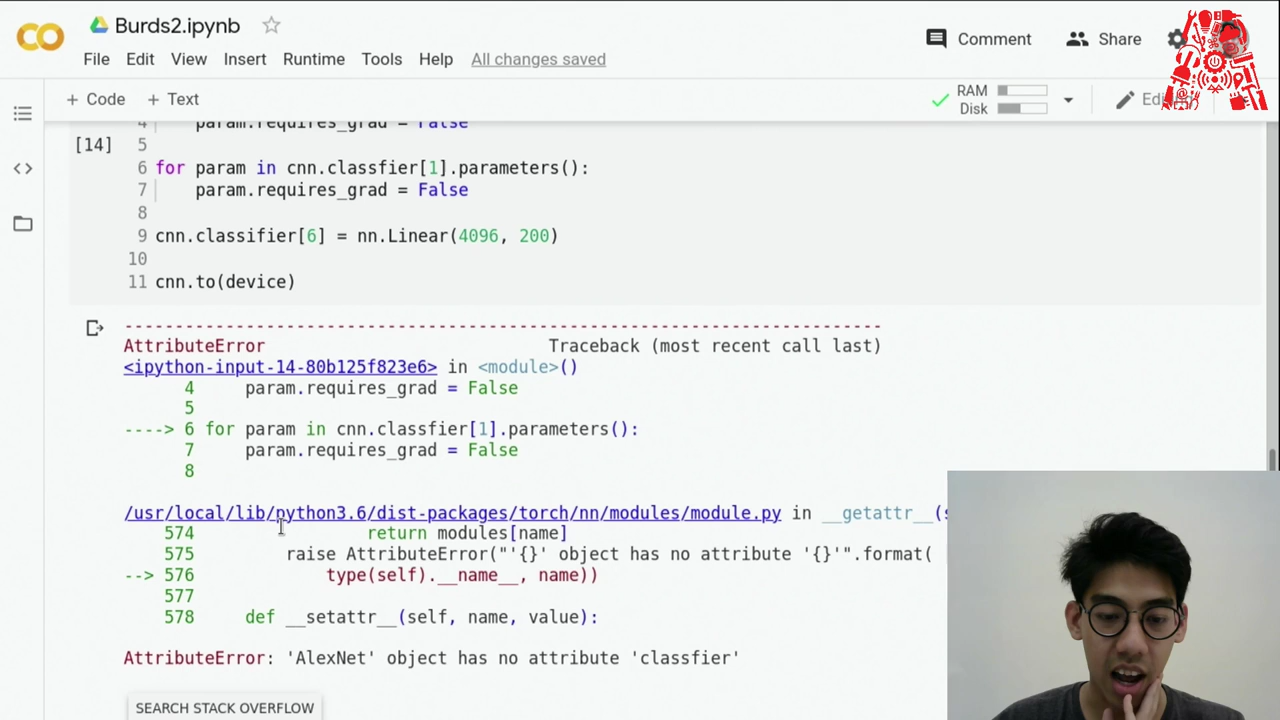 Burds2.ipynb
Comment
Share
File Edit View Insert Runtime Tools Help All changes saved
+ Code + Text
RAM
Disk
4 param.requires_grad = False
[14] 5
6 for param in cnn.classfier[1].parameters():
7 param.requires_grad = False
8
9 cnn.classifier[6] = nn.Linear(4096, 200)
10
11 cnn.to(device)
---------------------------------------------------------------------------
AttributeError Traceback (most recent call last)
<ipython-input-14-80b125f823e6> in <module>()
4 param.requires_grad = False
5
----> 6 for param in cnn.classfier[1].parameters():
7 param.requires_grad = False
8
/usr/local/lib/python3.6/dist-packages/torch/nn/modules/module.py in __getattr__(s
574 return modules[name]
575 raise AttributeError("'{}' object has no attribute '{}'".format(
--> 576 type(self).__name__, name))
577
578 def __setattr__(self, name, value):
AttributeError: 'AlexNet' object has no attribute 'classfier'
SEARCH STACK OVERFLOW